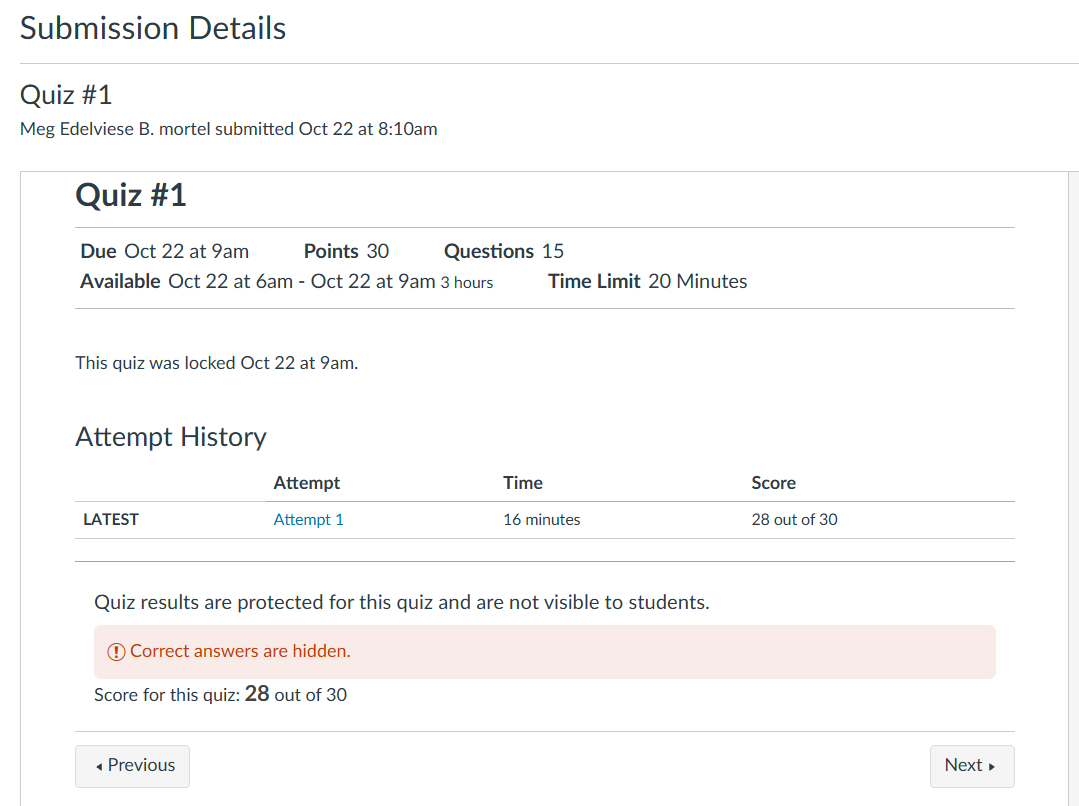 Submission Details
Quiz #1
Meg Edelviese B. mortel submitted Oct 22 at 8:10am
Quiz #1
Due Oct 22 at 9am Points 30 Questions 15
Available Oct 22 at 6am - Oct 22 at 9am 3 hours Time Limit 20 Minutes
This quiz was locked Oct 22 at 9am.
Attempt History
Attempt Time Score
LATEST Attempt 1 16 minutes 28 out of 30
Quiz results are protected for this quiz and are not visible to students.
Correct answers are hidden.
Score for this quiz: 28 out of 30
◂ Previous Next ▸